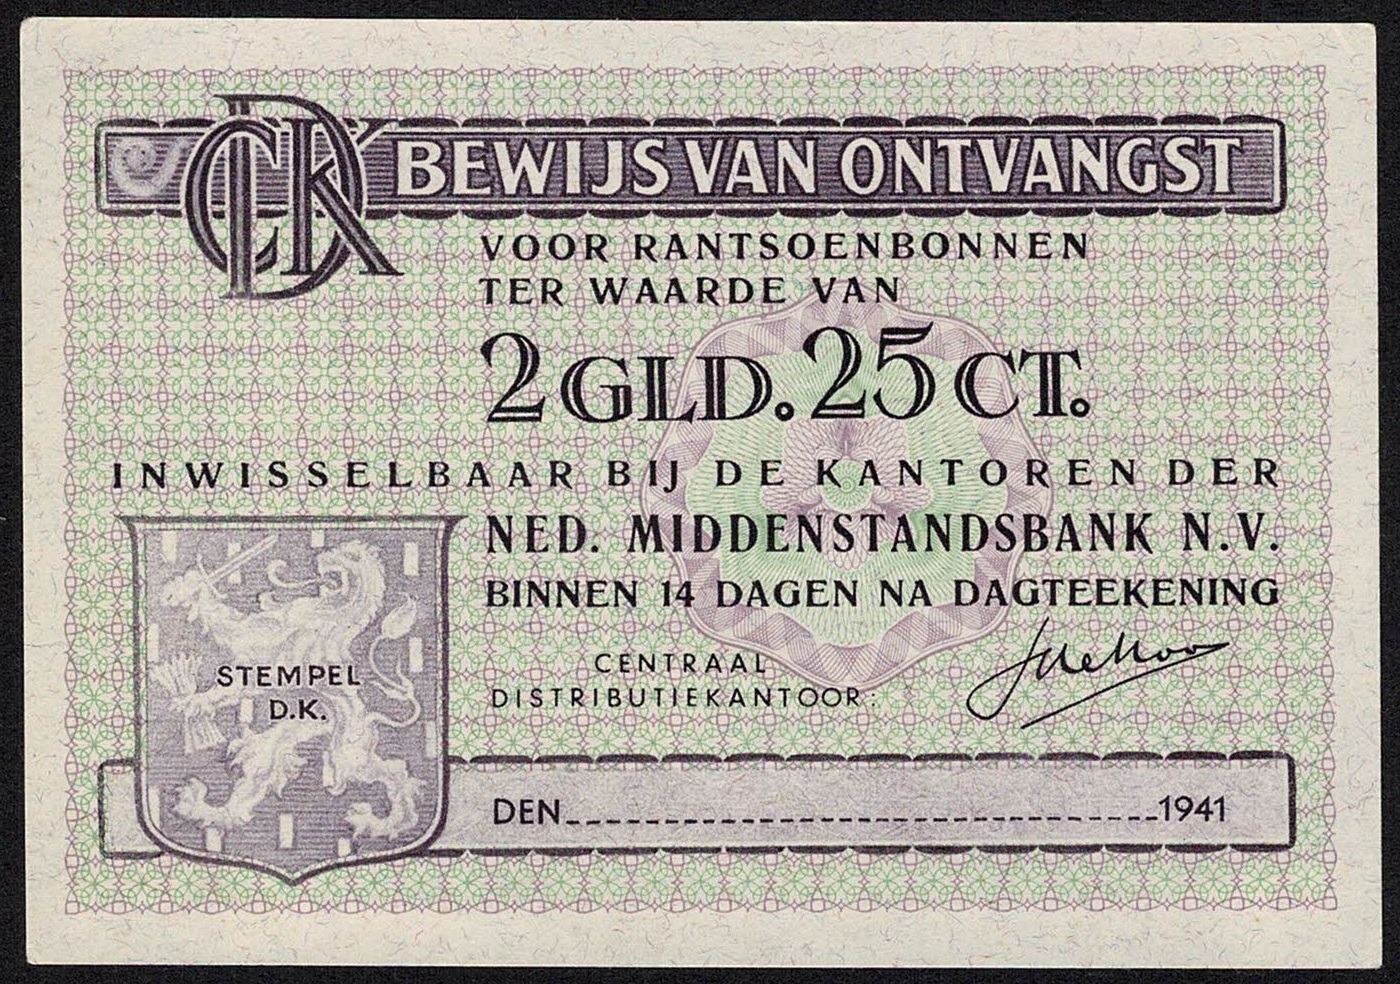 CDK BEWIJS VAN ONTVANGST
VOOR RANTSOENBONNEN
TER WAARDE VAN
2 GLD. 25 CT.
INWISSELBAAR BIJ DE KANTOREN DER
NED. MIDDENSTANDSBANK N.V.
BINNEN 14 DAGEN NA DAGTEEKENING
CENTRAAL
DISTRIBUTIEKANTOOR:
STEMPEL
D.K.
DEN 1941